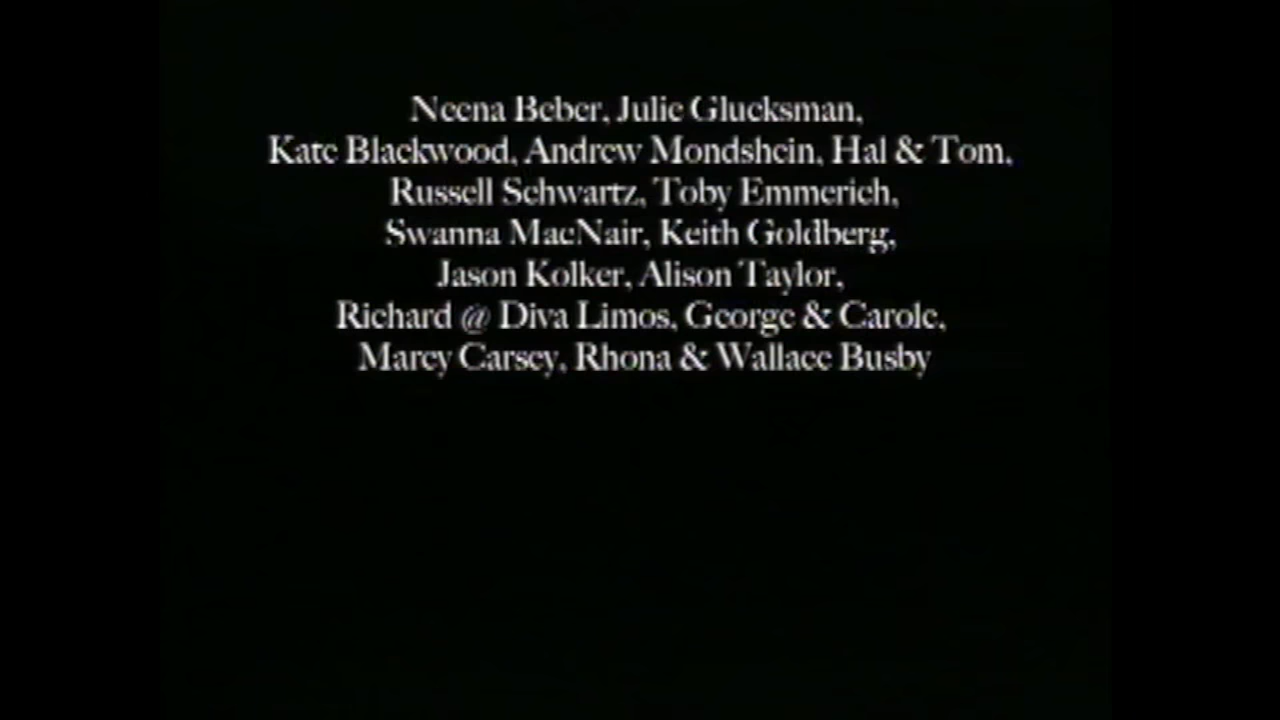 Neena Beber, Julie Glucksman,
Kate Blackwood, Andrew Mondshein, Hal & Tom,
Russell Schwartz, Toby Emmerich,
Swanna MacNair, Keith Goldberg,
Jason Kolker, Alison Taylor,
Richard @ Diva Limos, George & Carole,
Marcy Carsey, Rhona & Wallace Busby